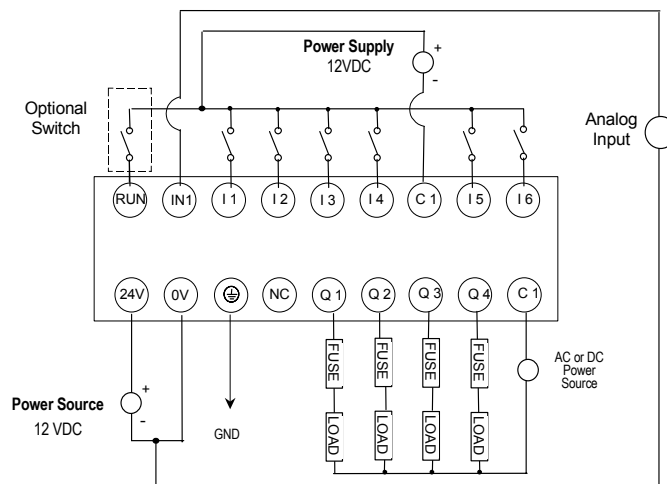 Power Supply
+
12VDC
-
Optional
Switch
Analog
Input
RUN
IN1
I 1
I 2
I 3
I 4
C 1
I 5
I 6
24V
0V
NC
Q 1
Q 2
Q 3
Q 4
C 1
FUSE
FUSE
FUSE
FUSE
AC or DC
Power
Source
+
Power Source
-
12 VDC
GND
LOAD
LOAD
LOAD
LOAD